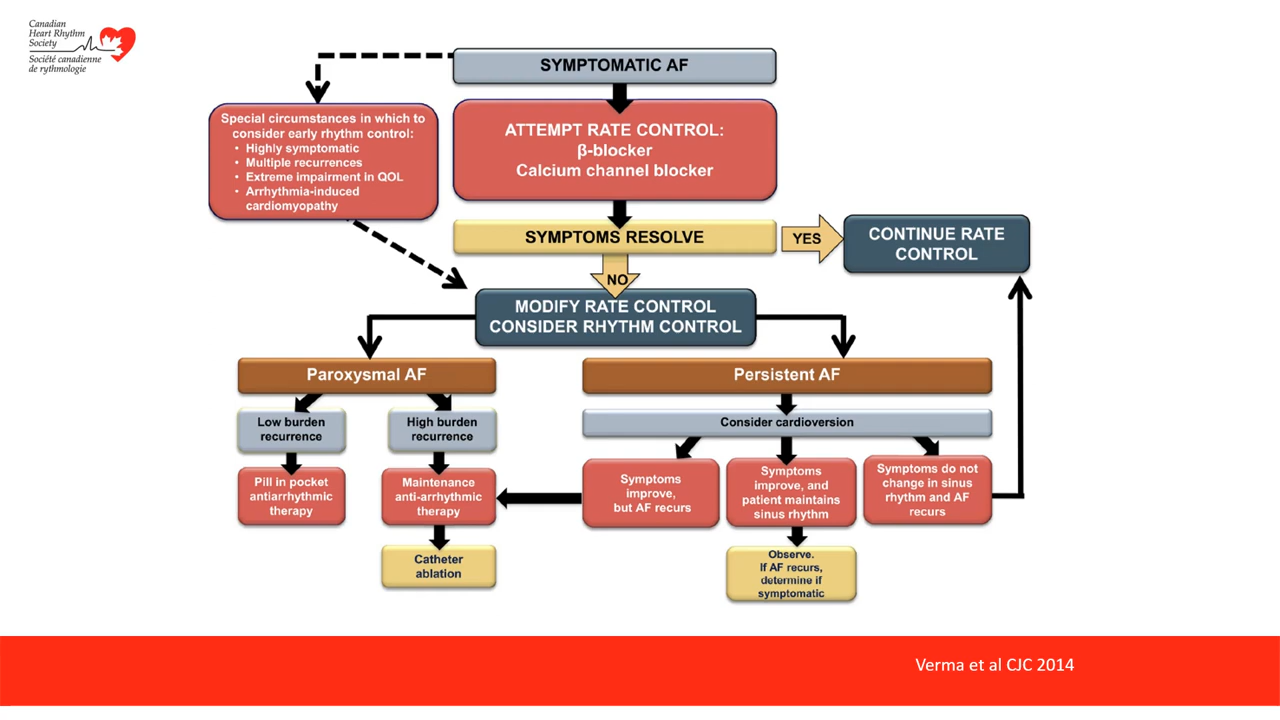 Canadian
Heart Rhythm
Society
Société canadienne
de rythmologie
SYMPTOMATIC AF
Special circumstances in which to
consider early rhythm control:
• Highly symptomatic
• Multiple recurrences
• Extreme impairment in QOL
• Arrhythmia-induced
cardiomyopathy
ATTEMPT RATE CONTROL:
β-blocker
Calcium channel blocker
SYMPTOMS RESOLVE
YES
CONTINUE RATE
CONTROL
NO
MODIFY RATE CONTROL
CONSIDER RHYTHM CONTROL
Paroxysmal AF
Persistent AF
Low burden
recurrence
High burden
recurrence
Consider cardioversion
Pill in pocket
antiarrhythmic
therapy
Maintenance
anti-arrhythmic
therapy
Symptoms
improve,
but AF recurs
Symptoms
improve, and
patient maintains
sinus rhythm
Symptoms do not
change in sinus
rhythm and AF
recurs
Catheter
ablation
Observe.
If AF recurs,
determine if
symptomatic
Verma et al CJC 2014